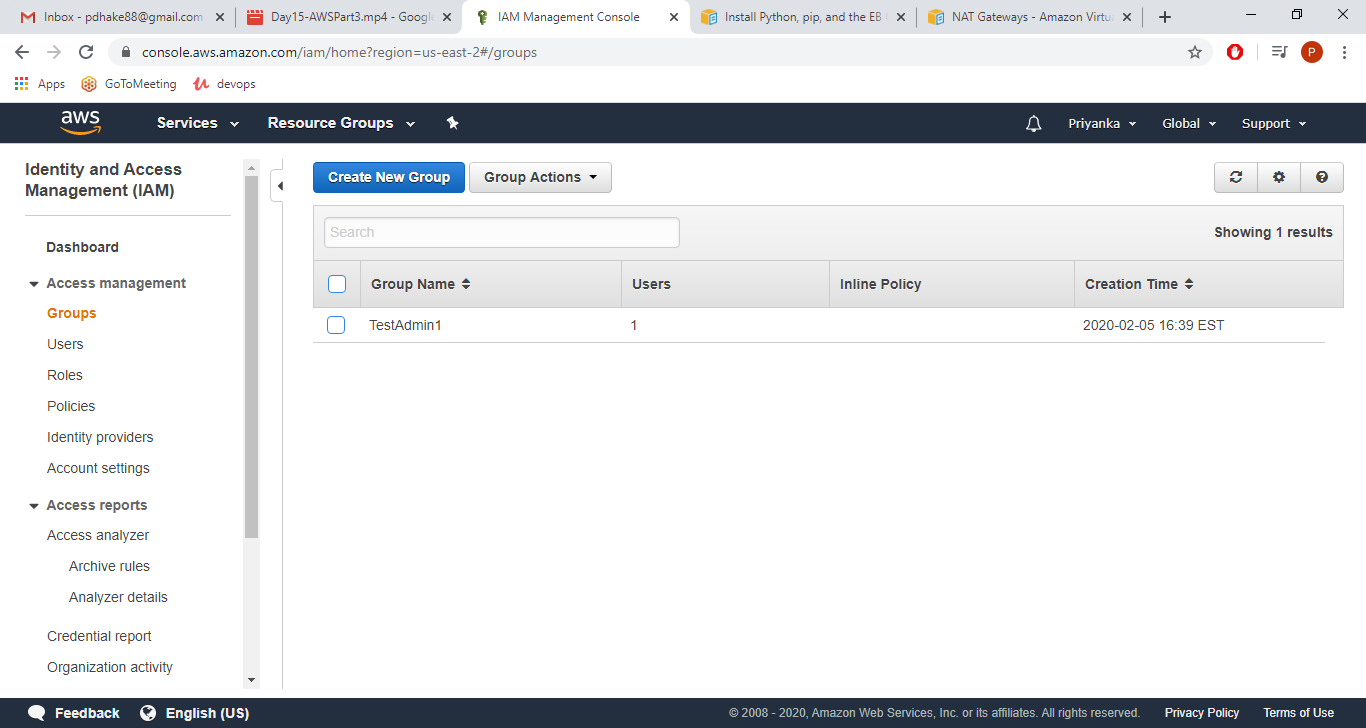 Inbox - pdhake88@gmail.com
Day15-AWSPart3.mp4 - Googl
IAM Management Console
Install Python, pip, and the EB
NAT Gateways - Amazon Virtu
console.aws.amazon.com/iam/home?region=us-east-2#/groups
P
Apps
GoToMeeting
devops
aws
Services
Resource Groups
Priyanka
Global
Support
Identity and Access
Management (IAM)
Dashboard
Access management
Groups
Users
Roles
Policies
Identity providers
Account settings
Access reports
Access analyzer
Archive rules
Analyzer details
Credential report
Organization activity
Create New Group
Group Actions
Search
Showing 1 results
Group Name
Users
Inline Policy
Creation Time
TestAdmin1
1
2020-02-05 16:39 EST
Feedback
English (US)
© 2008 - 2020, Amazon Web Services, Inc. or its affiliates. All rights reserved.
Privacy Policy
Terms of Use